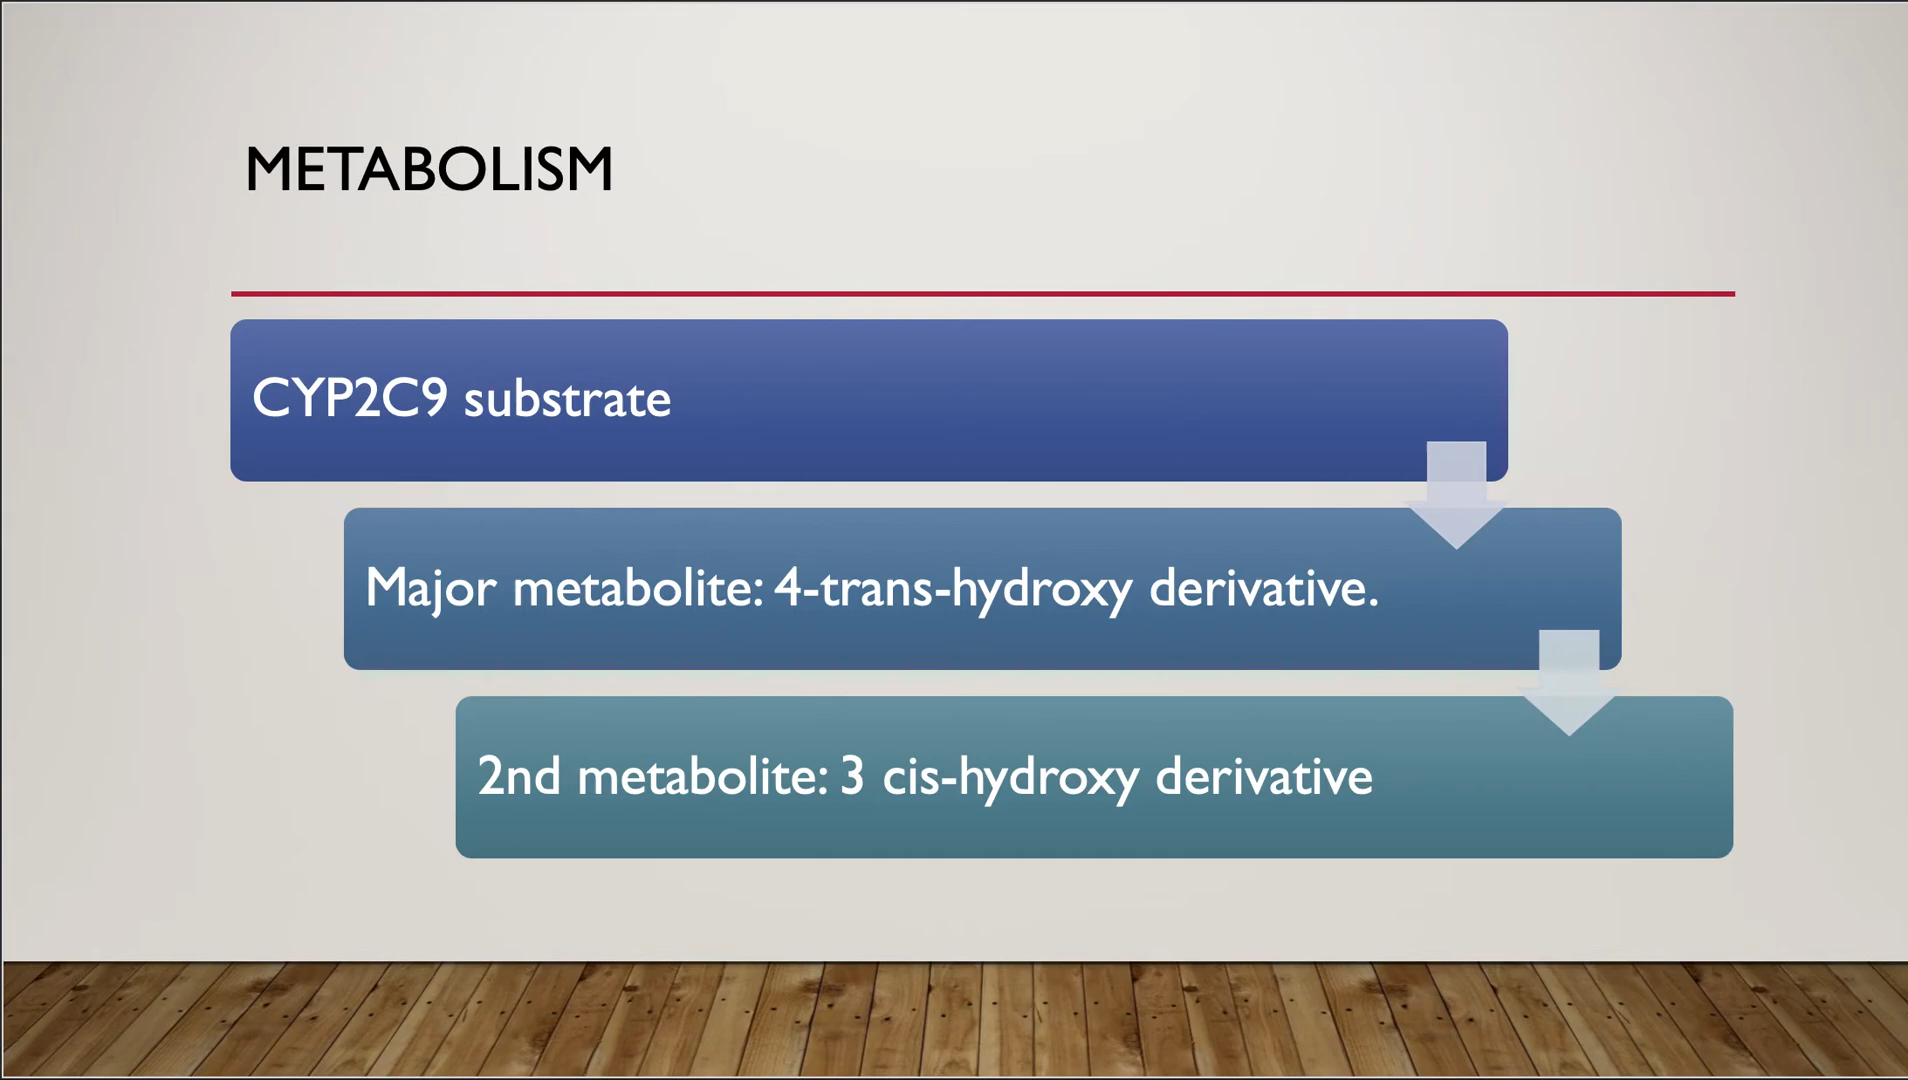 METABOLISM
CYP2C9 substrate
Major metabolite: 4-trans-hydroxy derivative.
2nd metabolite: 3 cis-hydroxy derivative